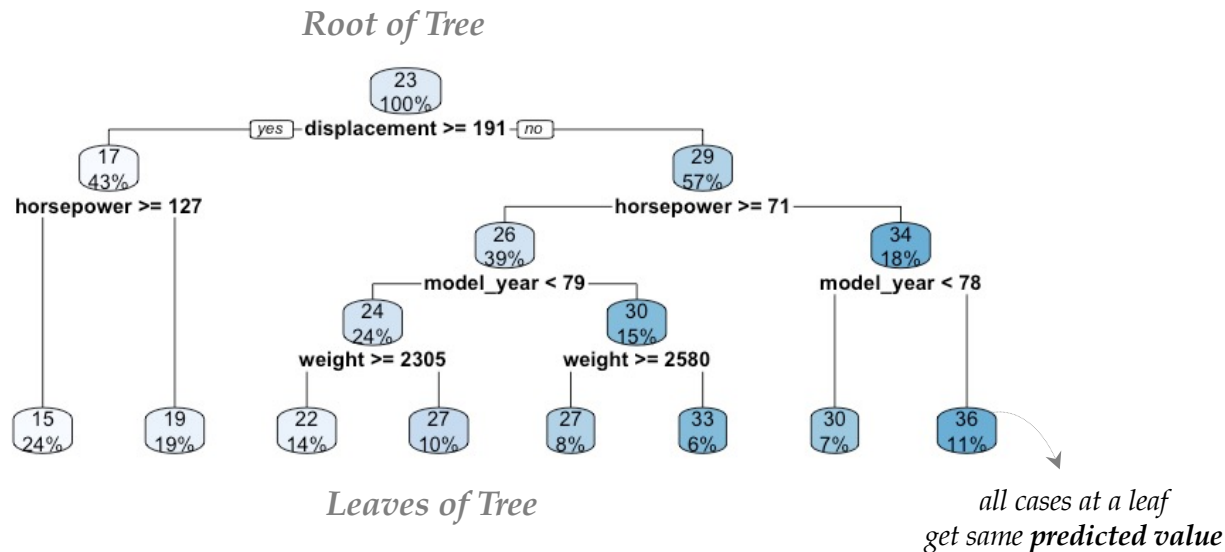 Root of Tree
23
100%
yes displacement >= 191 no
17
43%
29
57%
horsepower >= 127
horsepower >= 71
26
39%
34
18%
model_year < 79
model_year < 78
24
24%
30
15%
weight >= 2305
weight >= 2580
15
24%
19
19%
22
14%
27
10%
27
8%
33
6%
30
7%
36
11%
Leaves of Tree
all cases at a leaf
get same predicted value